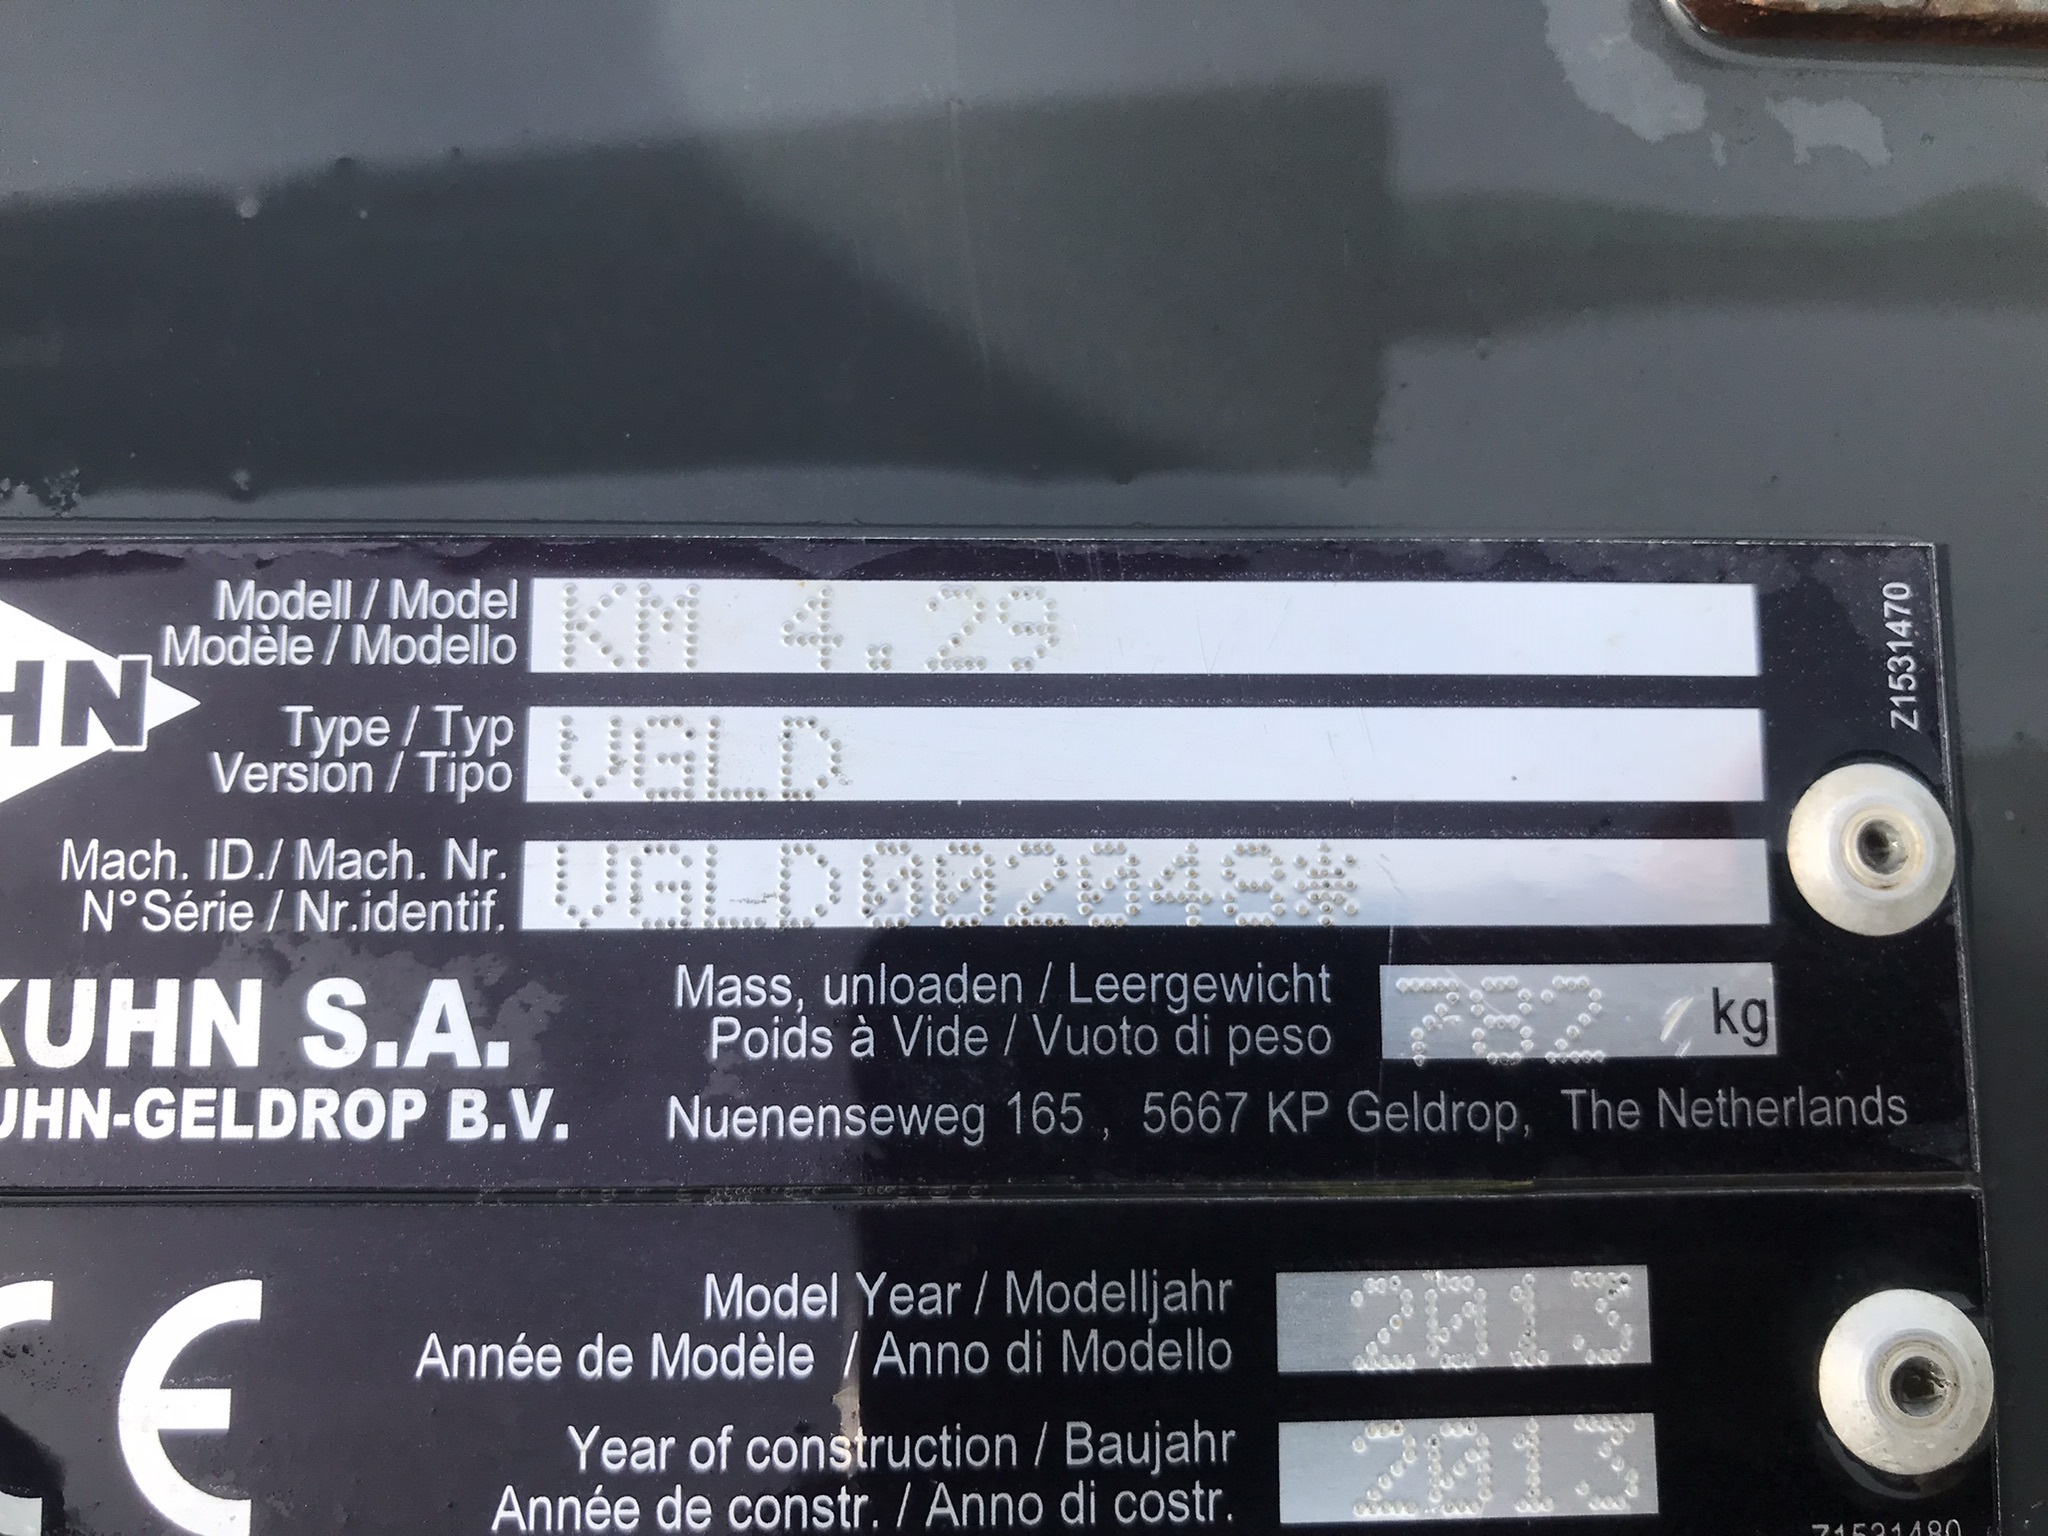 Modell / Model KM 4.29
Modèle / Modello
Type / Typ VGLD
Version / Tipo
Mach. ID./ Mach. Nr. VGLD002048*
N°Série / Nr.identif.
KUHN S.A.
Mass, unloaden / Leergewicht 782 kg
Poids à Vide / Vuoto di peso
KUHN-GELDROP B.V.
Nuenenseweg 165 , 5667 KP Geldrop, The Netherlands
Z1531470
HN
CE
Model Year / Modelljahr 2013
Année de Modèle / Anno di Modello
Year of construction / Baujahr 2013
Année de constr. / Anno di costr.
Z1531480